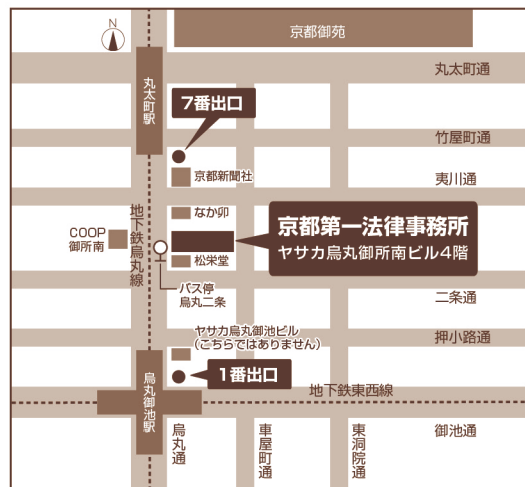 N
京都御苑
丸太町通
丸太町駅
7番出口
竹屋町通
京都新聞社
夷川通
なか卯
地下鉄烏丸線
COOP
御所南
京都第一法律事務所
ヤサカ烏丸御所南ビル4階
松栄堂
バス停
烏丸二条
二条通
ヤサカ烏丸御池ビル
(こちらではありません)
押小路通
1番出口
烏丸御池駅
地下鉄東西線
烏丸通
車屋町通
東洞院通
御池通